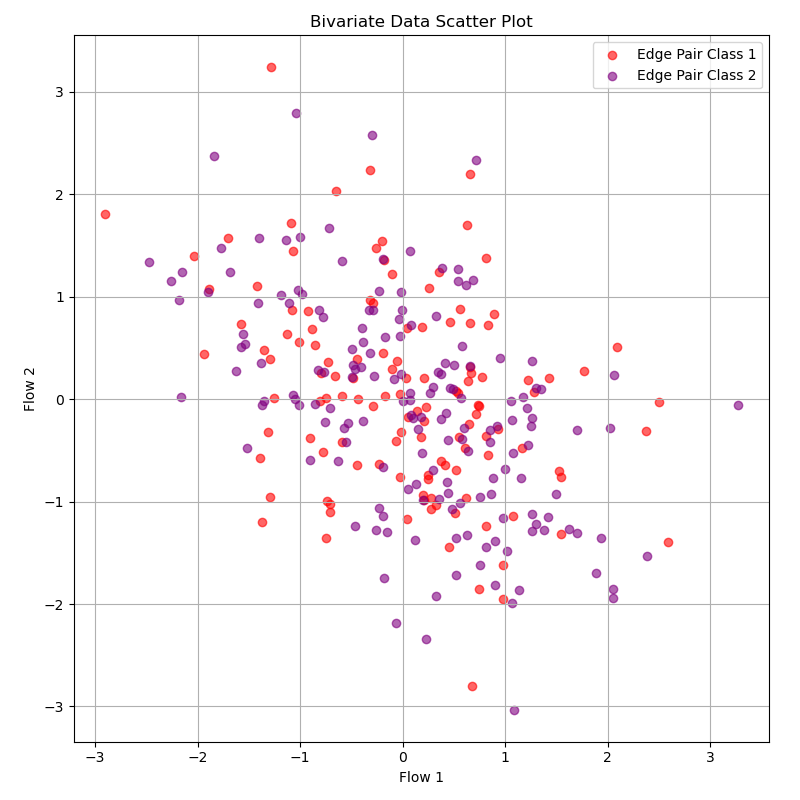 Bivariate Data Scatter Plot
Edge Pair Class 1
Edge Pair Class 2
3
2
1
0
−1
−2
−3
Flow 2
−3
−2
−1
0
1
2
3
Flow 1